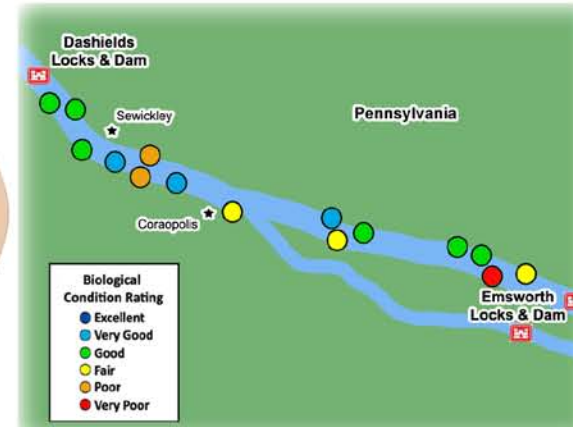 Dashields
Locks & Dam
Sewickley
Pennsylvania
Coraopolis
Emsworth
Locks & Dam
Biological
Condition Rating
Excellent
Very Good
Good
Fair
Poor
Very Poor